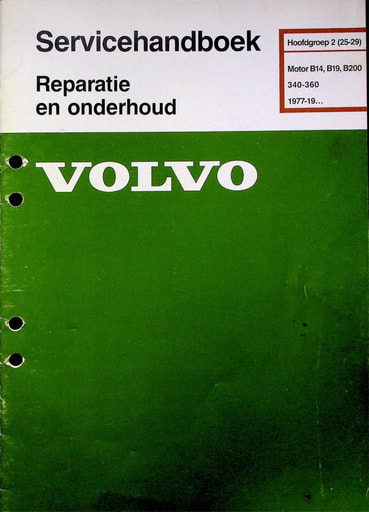 Servicehandboek
Reparatie
en onderhoud
Hoofdgroep 2 (25-29)
Motor B14, B19, B200
340-360
1977-19...
VOLVO